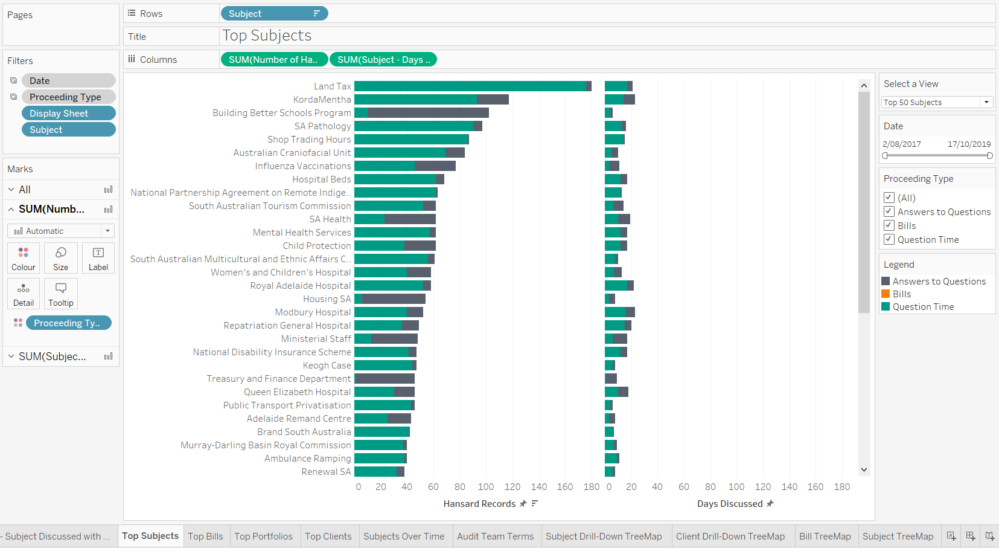 Pages
Rows
Subject
Title
Top Subjects
Columns
SUM(Number of Ha..
SUM(Subject - Days ..
Filters
Date
Proceeding Type
Display Sheet
Subject
Marks
All
SUM(Numb...
Automatic
Colour
Size
Label
Detail
Tooltip
Proceeding Ty..
SUM(Subjec...
Land Tax
KordaMentha
Building Better Schools Program
SA Pathology
Shop Trading Hours
Australian Craniofacial Unit
Influenza Vaccinations
Hospital Beds
National Partnership Agreement on Remote Indige..
South Australian Tourism Commission
SA Health
Mental Health Services
Child Protection
South Australian Multicultural and Ethnic Affairs C..
Women's and Children's Hospital
Royal Adelaide Hospital
Housing SA
Modbury Hospital
Repatriation General Hospital
Ministerial Staff
National Disability Insurance Scheme
Keogh Case
Treasury and Finance Department
Queen Elizabeth Hospital
Public Transport Privatisation
Adelaide Remand Centre
Brand South Australia
Murray-Darling Basin Royal Commission
Ambulance Ramping
Renewal SA
0 20 40 60 80 100 120 140 160 180 0 20 40 60 80 100 120 140 160 180
Hansard Records
Days Discussed
Select a View
Top 50 Subjects
Date
2/08/2017 17/10/2019
Proceeding Type
(All)
Answers to Questions
Bills
Question Time
Legend
Answers to Questions
Bills
Question Time
- Subject Discussed with ... Top Subjects Top Bills Top Portfolios Top Clients Subjects Over Time Audit Team Terms Subject Drill-Down TreeMap Client Drill-Down TreeMap Bill TreeMap Subject TreeMap